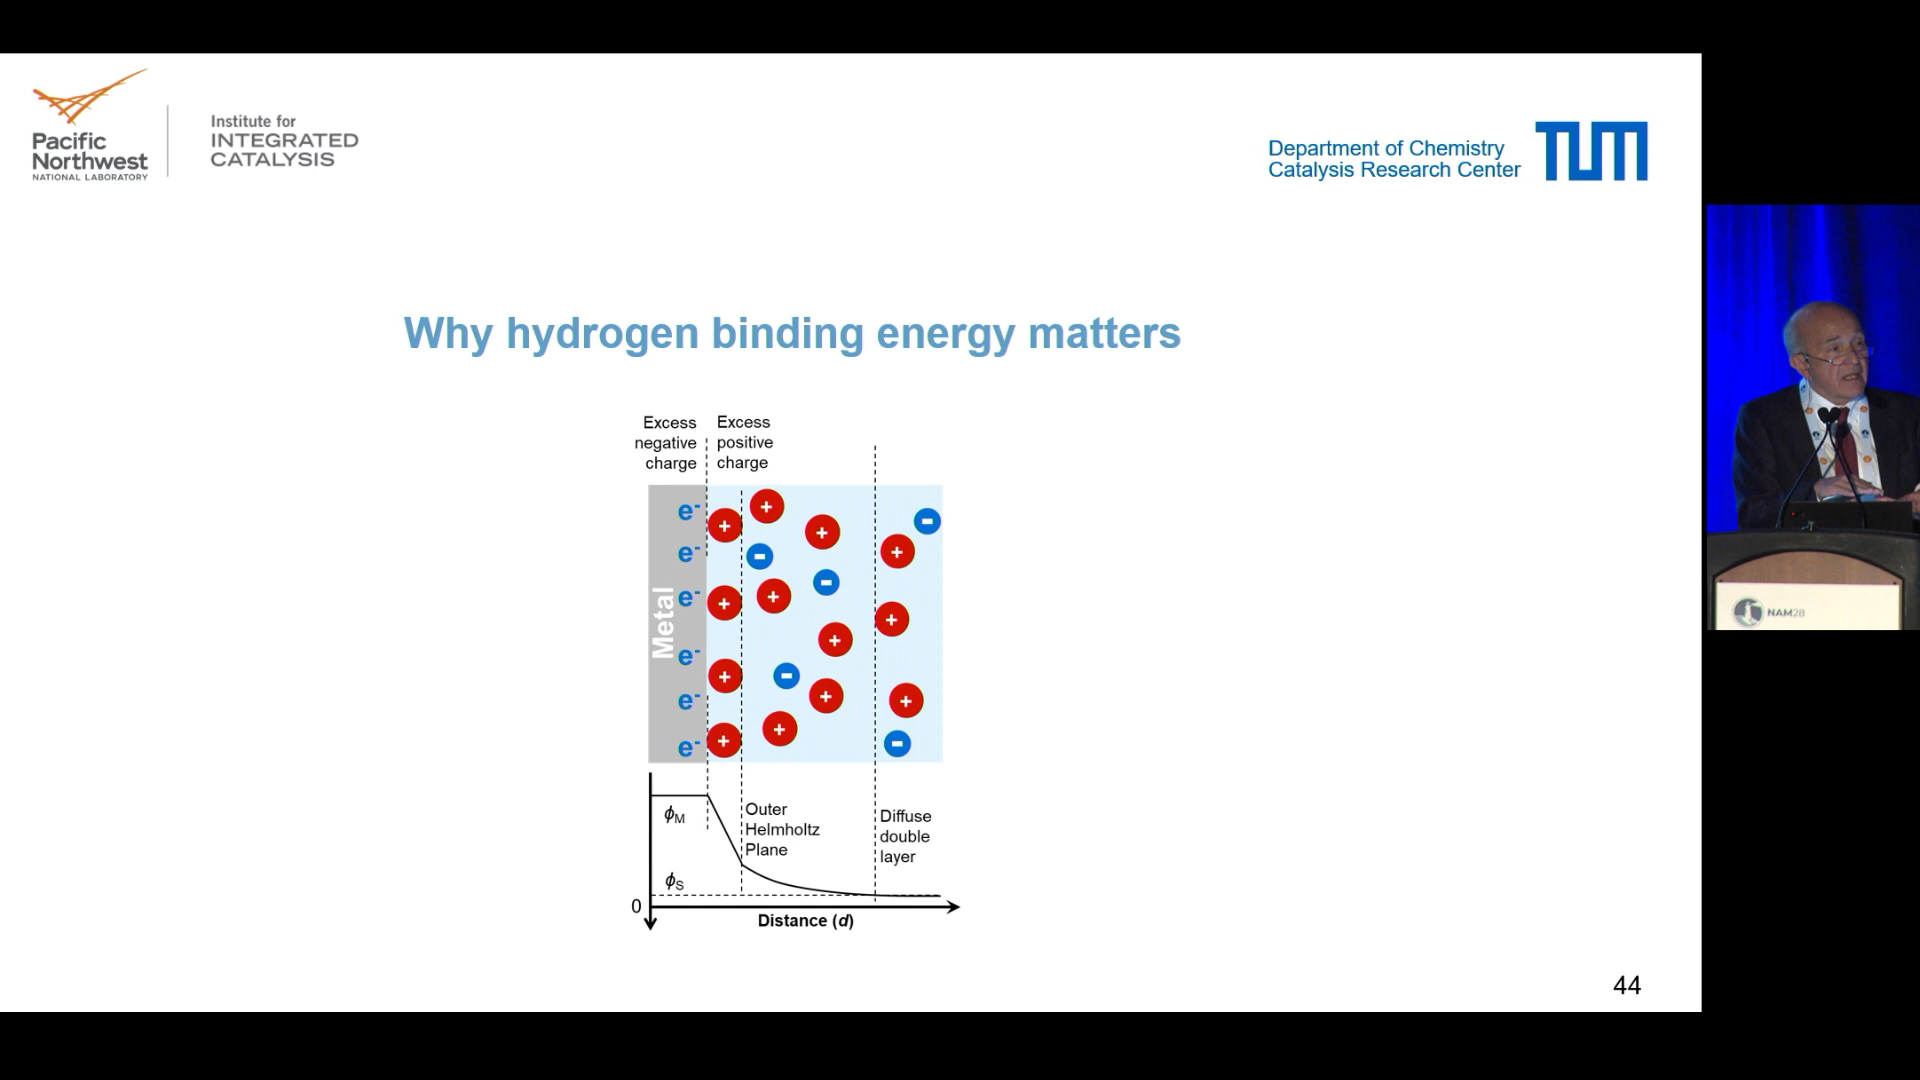 Pacific
Northwest
NATIONAL LABORATORY
Institute for
INTEGRATED
CATALYSIS
Department of Chemistry
Catalysis Research Center
TUM
Why hydrogen binding energy matters
Excess
negative
charge
Excess
positive
charge
Metal
e-
e-
e-
e-
e-
e-
+
+
+
+
+
+
+
+
+
+
+
+
+
-
-
-
-
-
ϕM
ϕS
0
Outer
Helmholtz
Plane
Diffuse
double
layer
Distance (d)
44
NAM28